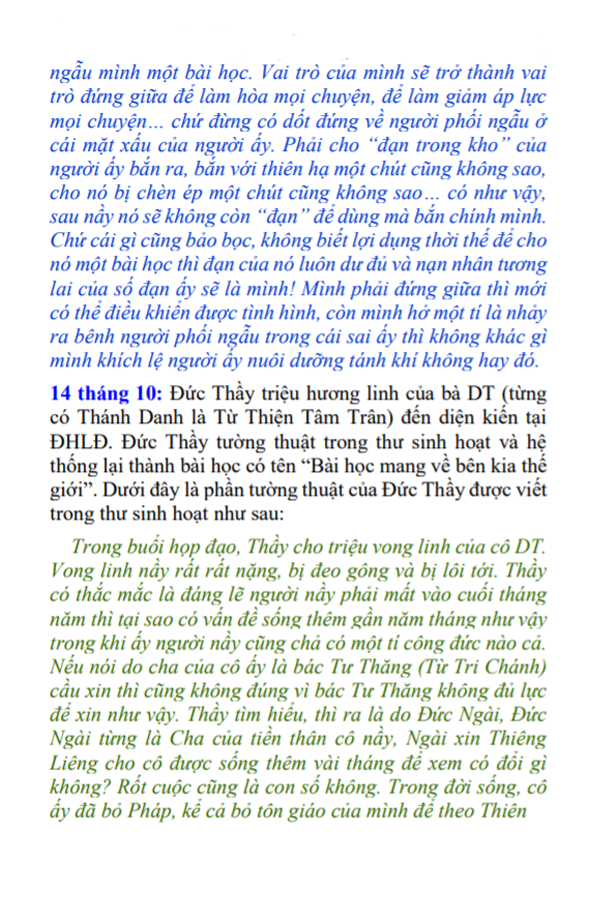 ngẫu mình một bài học. Vai trò của mình sẽ trở thành vai
trò đứng giữa để làm hòa mọi chuyện, để làm giảm áp lực
mọi chuyện… chứ đừng có dốt đứng về người phối ngẫu ở
cái mặt xấu của người ấy. Phải cho “đạn trong kho” của
người ấy bắn ra, bắn với thiên hạ một chút cũng không sao,
cho nó bị chèn ép một chút cũng không sao… có như vậy,
sau nầy nó sẽ không còn “đạn” để dùng mà bắn chính mình.
Chứ cái gì cũng bảo bọc, không biết lợi dụng thời thế để cho
nó một bài học thì đạn của nó luôn dư đủ và nạn nhân tương
lai của số đạn ấy sẽ là mình! Mình phải đứng giữa thì mới
có thể điều khiển được tình hình, còn mình hở một tí là nhảy
ra bênh người phối ngẫu trong cái sai ấy thì không khác gì
mình khích lệ người ấy nuôi dưỡng tánh khí không hay đó.
14 tháng 10: Đức Thầy triệu hương linh của bà DT (từng
có Thánh Danh là Từ Thiện Tâm Trân) đến diện kiến tại
ĐHLĐ. Đức Thầy tường thuật trong thư sinh hoạt và hệ
thống lại thành bài học có tên “Bài học mang về bên kia thế
giới”. Dưới đây là phần tường thuật của Đức Thầy được viết
trong thư sinh hoạt như sau:
Trong buổi họp đạo, Thầy cho triệu vong linh của cô DT.
Vong linh nầy rất rất nặng, bị đeo gông và bị lôi tới. Thầy
có thắc mắc là đáng lẽ người nầy phải mất vào cuối tháng
năm thì tại sao có vấn đề sống thêm gần năm tháng như vậy
trong khi ấy người nầy cũng chả có một tí công đức nào cả.
Nếu nói do cha của cô ấy là bác Tư Thăng (Từ Tri Chánh)
cầu xin thì cũng không đúng vì bác Tư Thăng không đủ lực
để xin như vậy. Thầy tìm hiểu, thì ra là do Đức Ngài, Đức
Ngài từng là Cha của tiền thân cô nầy, Ngài xin Thiêng
Liêng cho cô được sống thêm vài tháng để xem có đổi gì
không? Rốt cuộc cũng là con số không. Trong đời sống, cô
ấy đã bỏ Pháp, kể cả bỏ tôn giáo của mình để theo Thiên